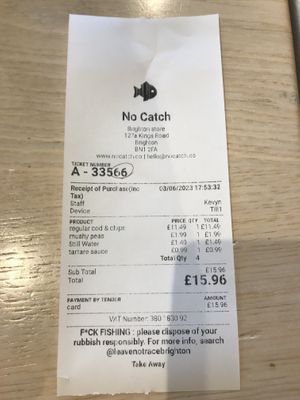 No Catch
Brighton store
127a Kings Road
Brighton
BN1 2FA
www.nocatch.co | hello@nocatch.co
TICKET NUMBER
A - 33566
Receipt of Purchase(Inc Tax) 03/06/2023 17:53:32
Staff Kevyn
Device Till1
PRODUCT PRICE QTY TOTAL
regular cod & chips £11.49 1 £11.49
mushy peas £1.99 1 £1.99
Still Water £1.49 1 £1.49
tartare sauce £0.99 1 £0.99
Total Qty 4
Sub Total £15.96
Total £15.96
PAYMENT BY TENDER AMOUNT
card £15.96
VAT Number: 380 1830 92
F*CK FISHING : please dispose of your
rubbish responsibly. For more info, search
@leavenotracebrighton
Take Away